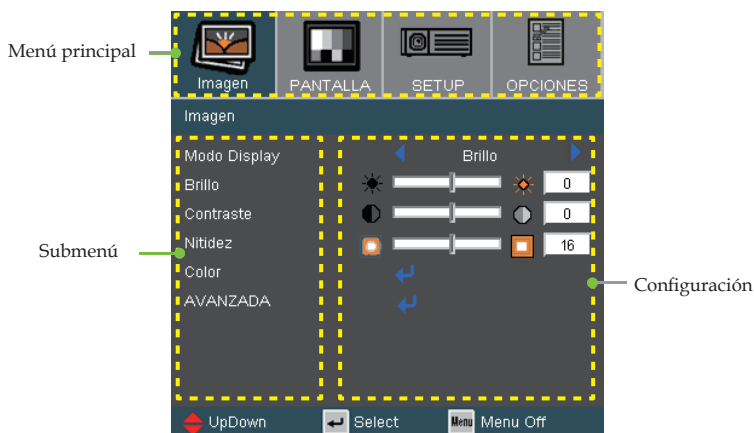 Menú principal
Imagen PANTALLA SETUP OPCIONES
Imagen
Modo Display Brillo
Brillo 0
Contraste 0
Nitidez 16
Submenú
Color
Configuración
AVANZADA
UpDown Select Menu Menu Off